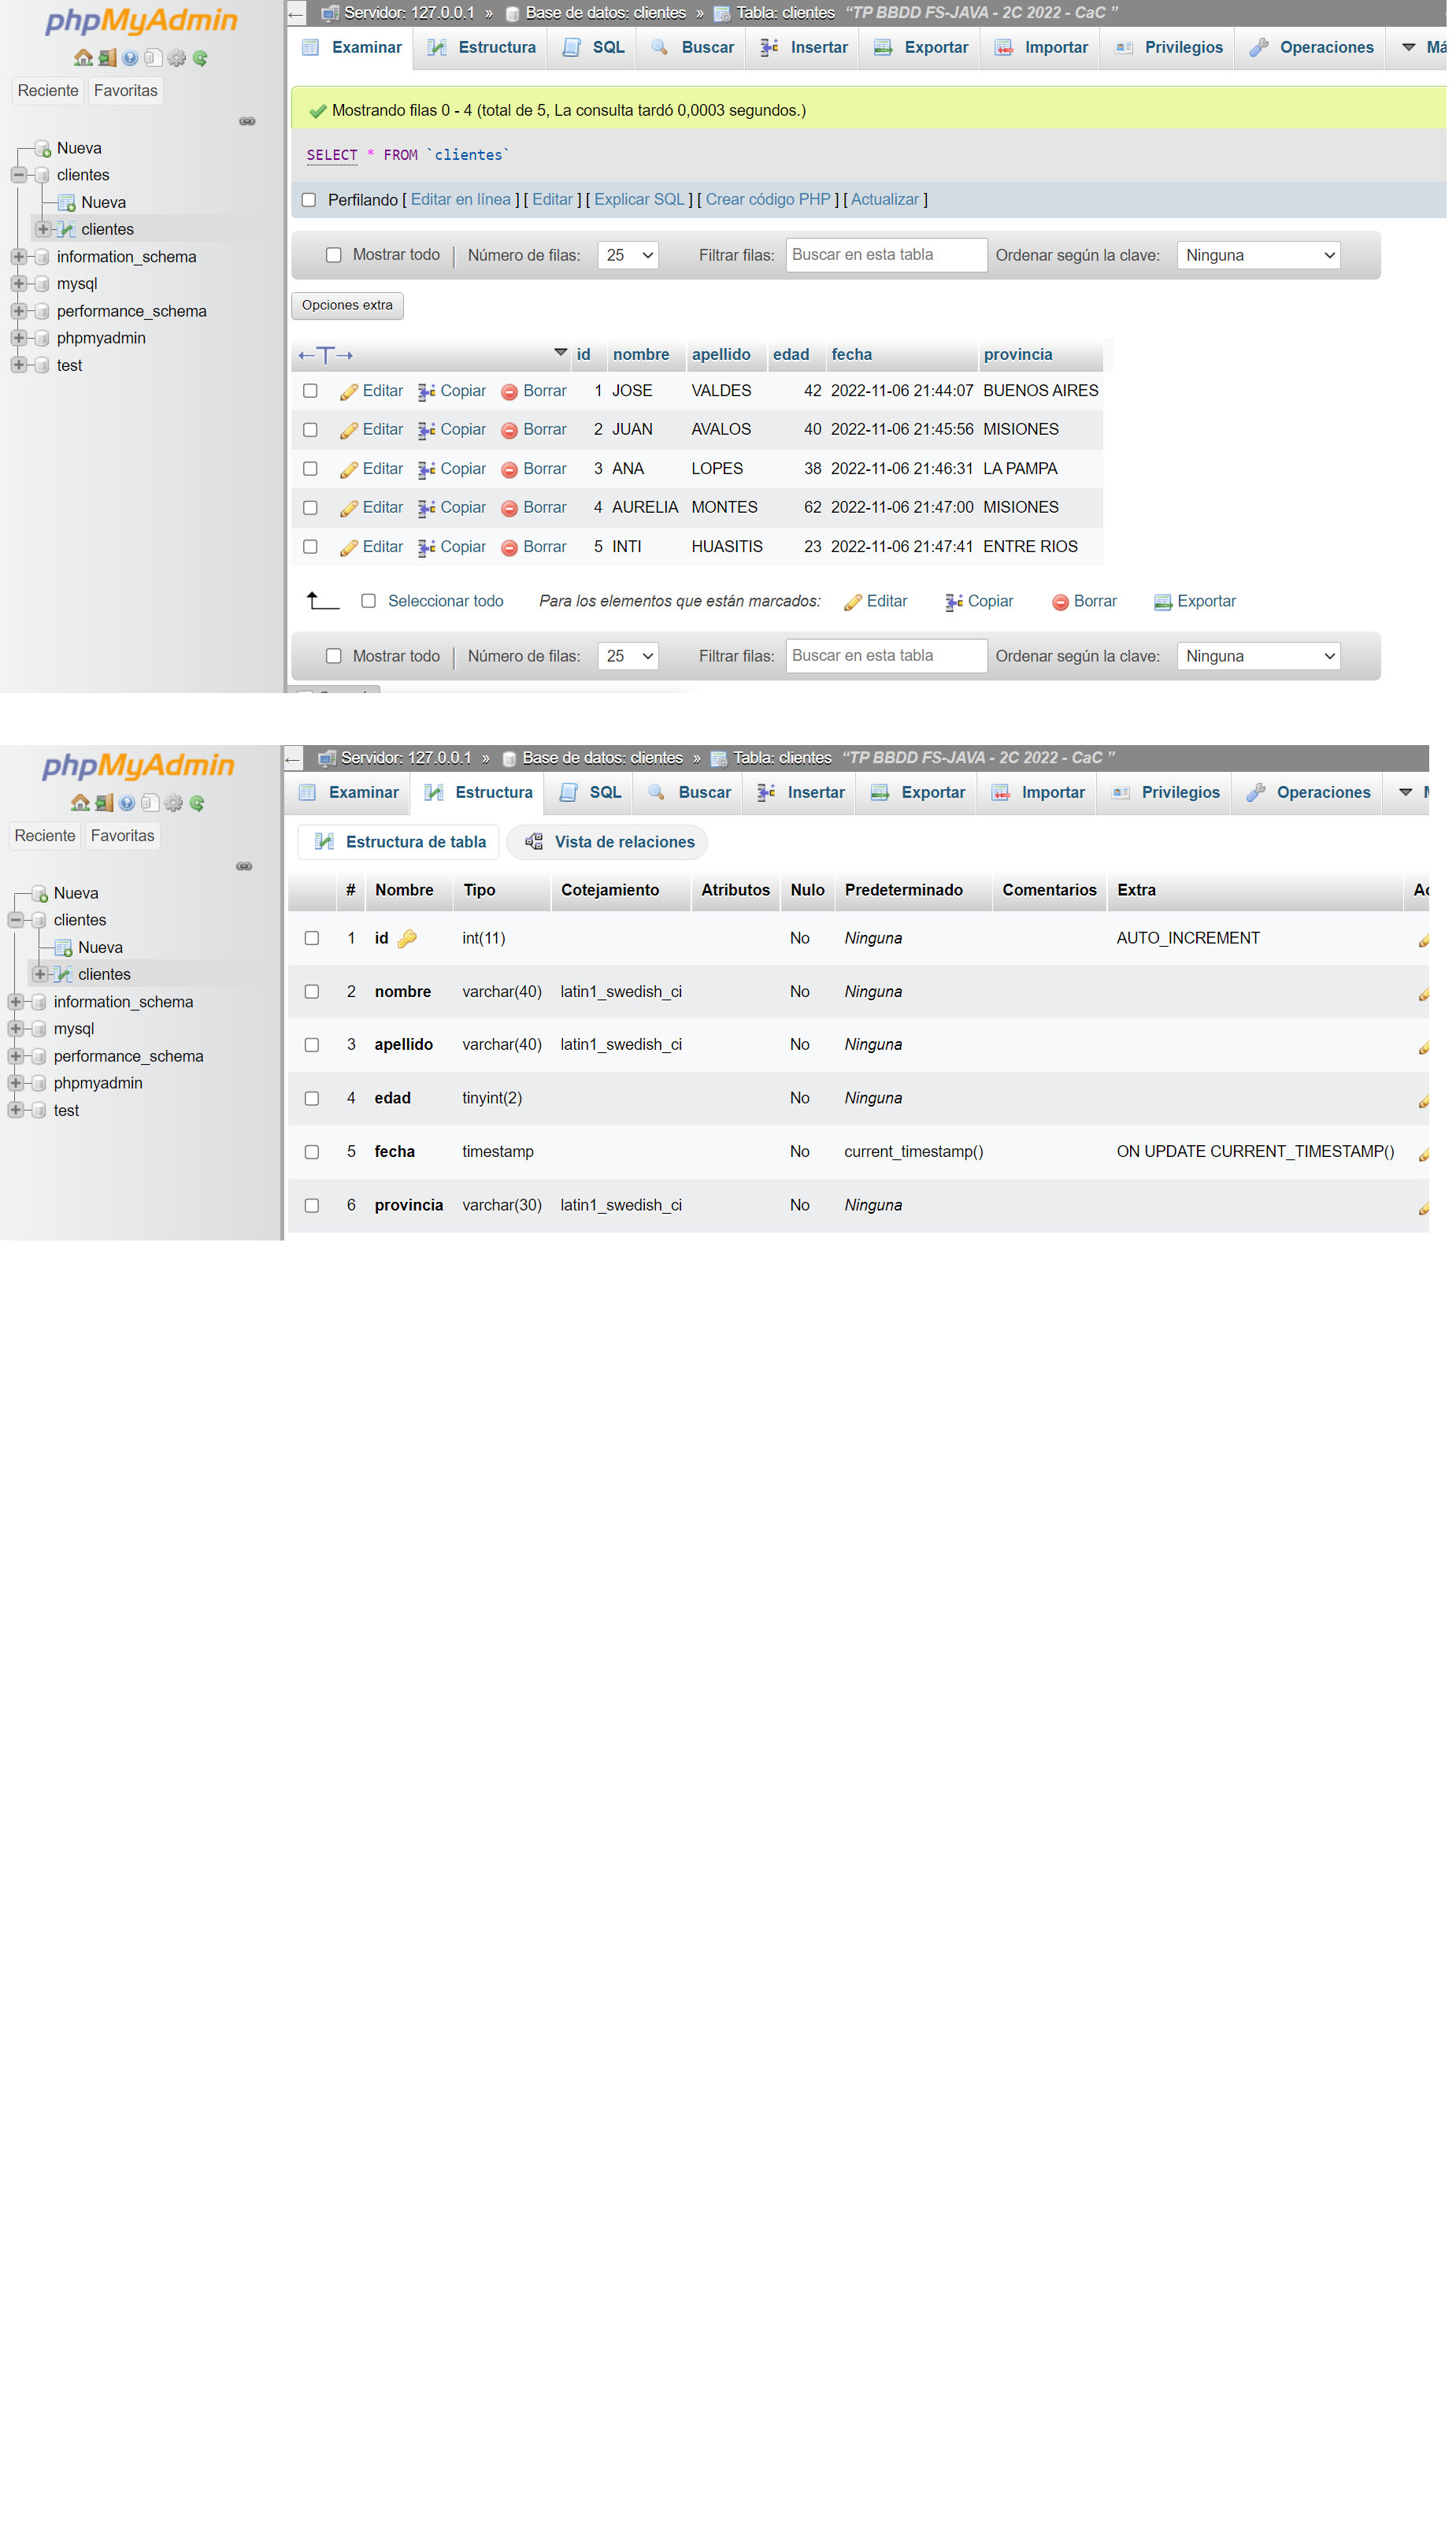 phpMyAdmin
Reciente Favoritas
Nueva
clientes
Nueva
clientes
information_schema
mysql
performance_schema
phpmyadmin
test
Servidor: 127.0.0.1 » Base de datos: clientes » Tabla: clientes “TP BBDD FS-JAVA - 2C 2022 - CaC ”
Examinar Estructura SQL Buscar Insertar Exportar Importar Privilegios Operaciones
Mostrando filas 0 - 4 (total de 5, La consulta tardó 0,0003 segundos.)
SELECT * FROM `clientes`
Perfilando [ Editar en línea ] [ Editar ] [ Explicar SQL ] [ Crear código PHP ] [ Actualizar ]
Mostrar todo | Número de filas: 25 Filtrar filas: Buscar en esta tabla Ordenar según la clave: Ninguna
Opciones extra
←T→ id nombre apellido edad fecha provincia
Editar Copiar Borrar 1 JOSE VALDES 42 2022-11-06 21:44:07 BUENOS AIRES
Editar Copiar Borrar 2 JUAN AVALOS 40 2022-11-06 21:45:56 MISIONES
Editar Copiar Borrar 3 ANA LOPES 38 2022-11-06 21:46:31 LA PAMPA
Editar Copiar Borrar 4 AURELIA MONTES 62 2022-11-06 21:47:00 MISIONES
Editar Copiar Borrar 5 INTI HUASITIS 23 2022-11-06 21:47:41 ENTRE RIOS
Seleccionar todo Para los elementos que están marcados: Editar Copiar Borrar Exportar
Mostrar todo | Número de filas: 25 Filtrar filas: Buscar en esta tabla Ordenar según la clave: Ninguna
phpMyAdmin
Reciente Favoritas
Nueva
clientes
Nueva
clientes
information_schema
mysql
performance_schema
phpmyadmin
test
Servidor: 127.0.0.1 » Base de datos: clientes » Tabla: clientes “TP BBDD FS-JAVA - 2C 2022 - CaC ”
Examinar Estructura SQL Buscar Insertar Exportar Importar Privilegios Operaciones
Estructura de tabla Vista de relaciones
# Nombre Tipo Cotejamiento Atributos Nulo Predeterminado Comentarios Extra
1 id int(11) No Ninguna AUTO_INCREMENT
2 nombre varchar(40) latin1_swedish_ci No Ninguna
3 apellido varchar(40) latin1_swedish_ci No Ninguna
4 edad tinyint(2) No Ninguna
5 fecha timestamp No current_timestamp() ON UPDATE CURRENT_TIMESTAMP()
6 provincia varchar(30) latin1_swedish_ci No Ninguna